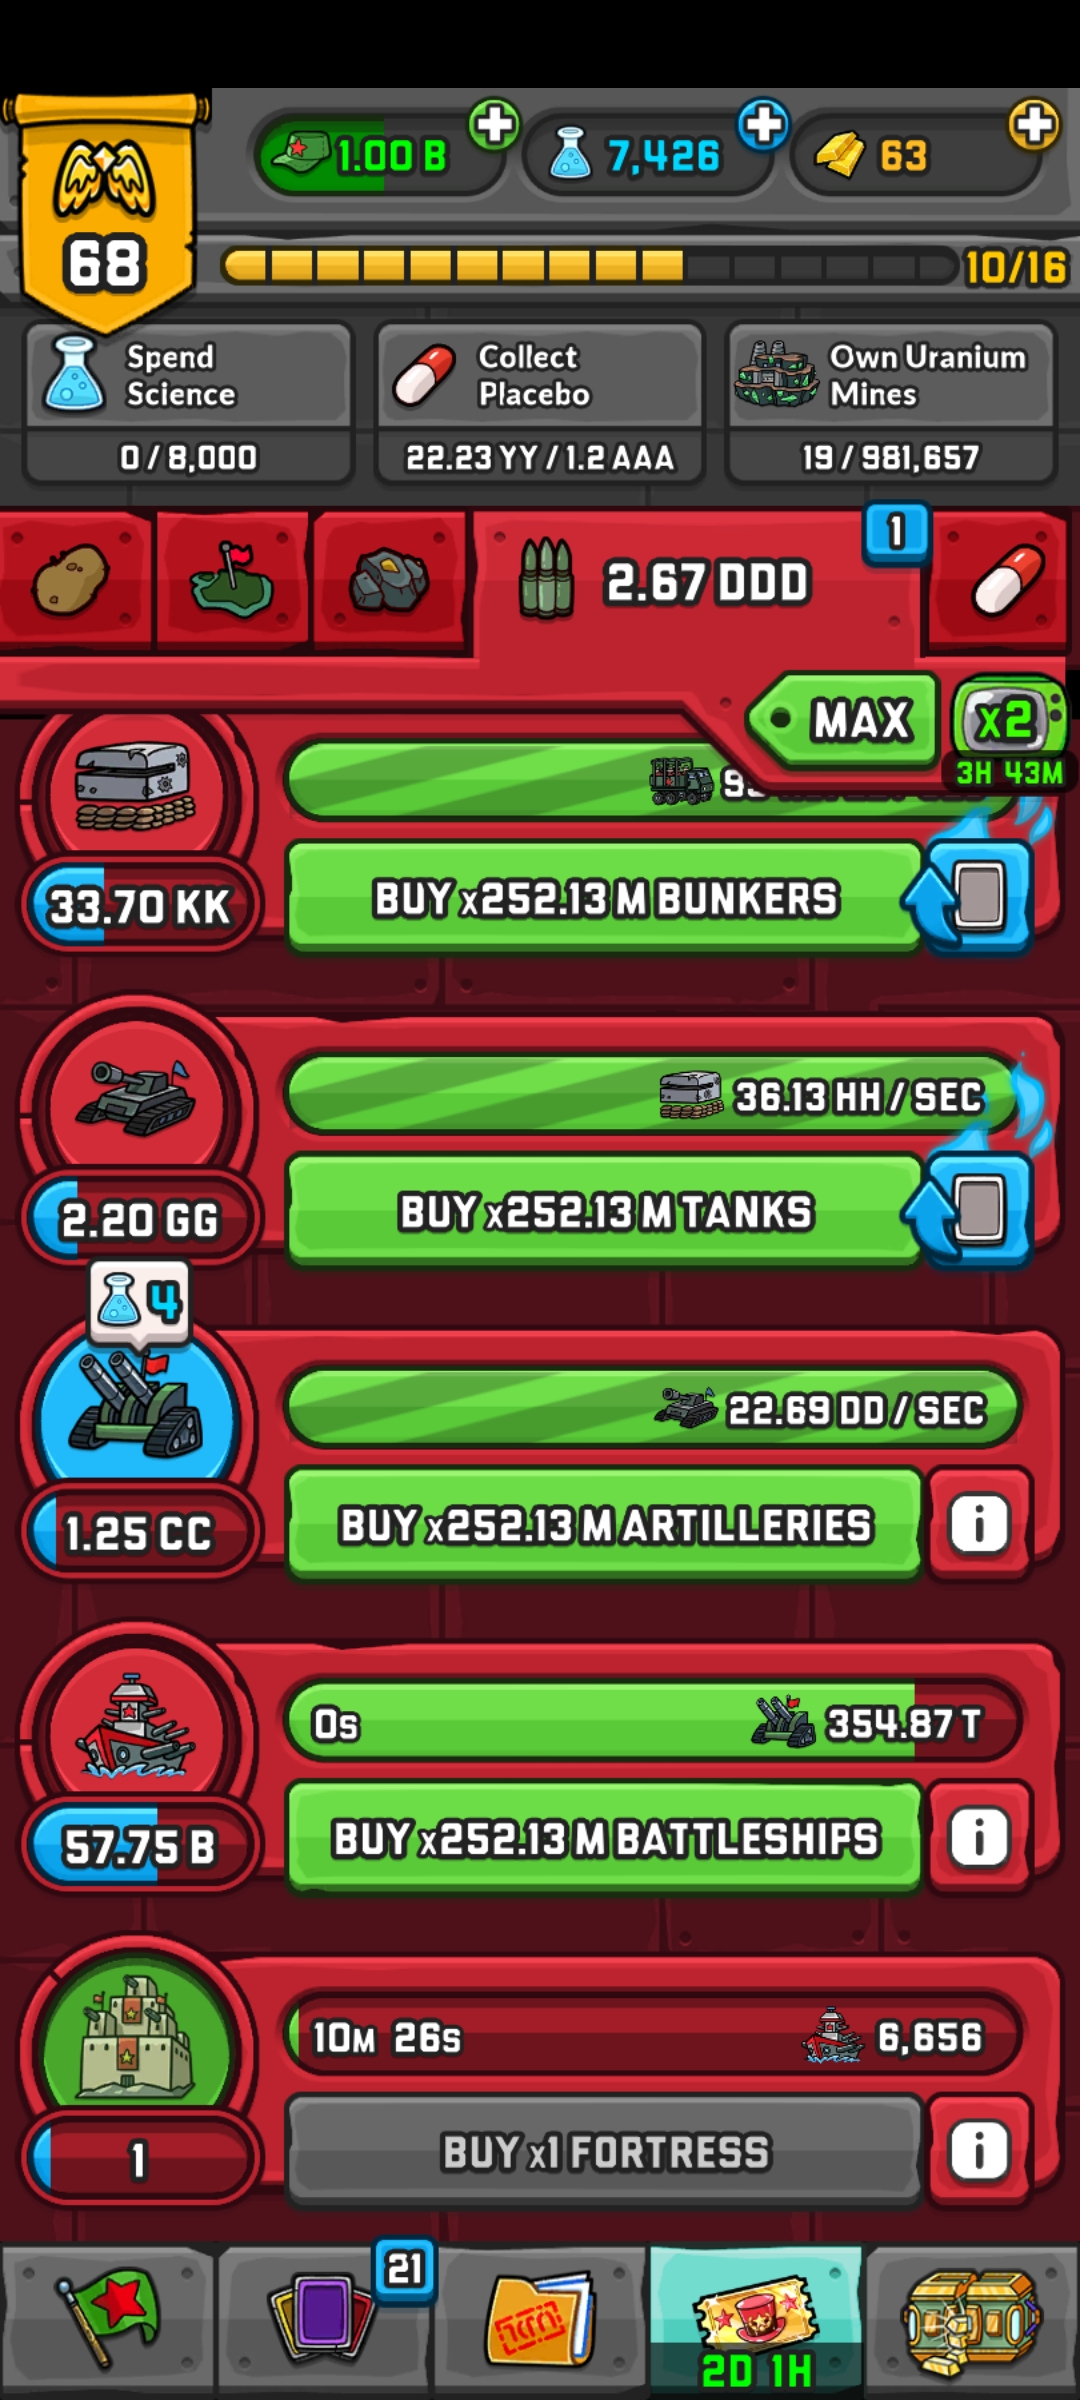 1.00 B
7,426
63
68
10/16
Spend
Science
Collect
Placebo
Own Uranium
Mines
0 / 8,000
22.23 YY / 1.2 AAA
19 / 981,657
1
2.67 DDD
MAX
x2
3H 43M
33.70 KK
BUY x252.13 M BUNKERS
36.13 HH / SEC
2.20 GG
BUY x252.13 M TANKS
4
22.69 DD / SEC
1.25 CC
BUY x252.13 M ARTILLERIES
i
0s
354.87 T
57.75 B
BUY x252.13 M BATTLESHIPS
i
10M 26s
6,656
1
BUY x1 FORTRESS
i
21
2D 1H